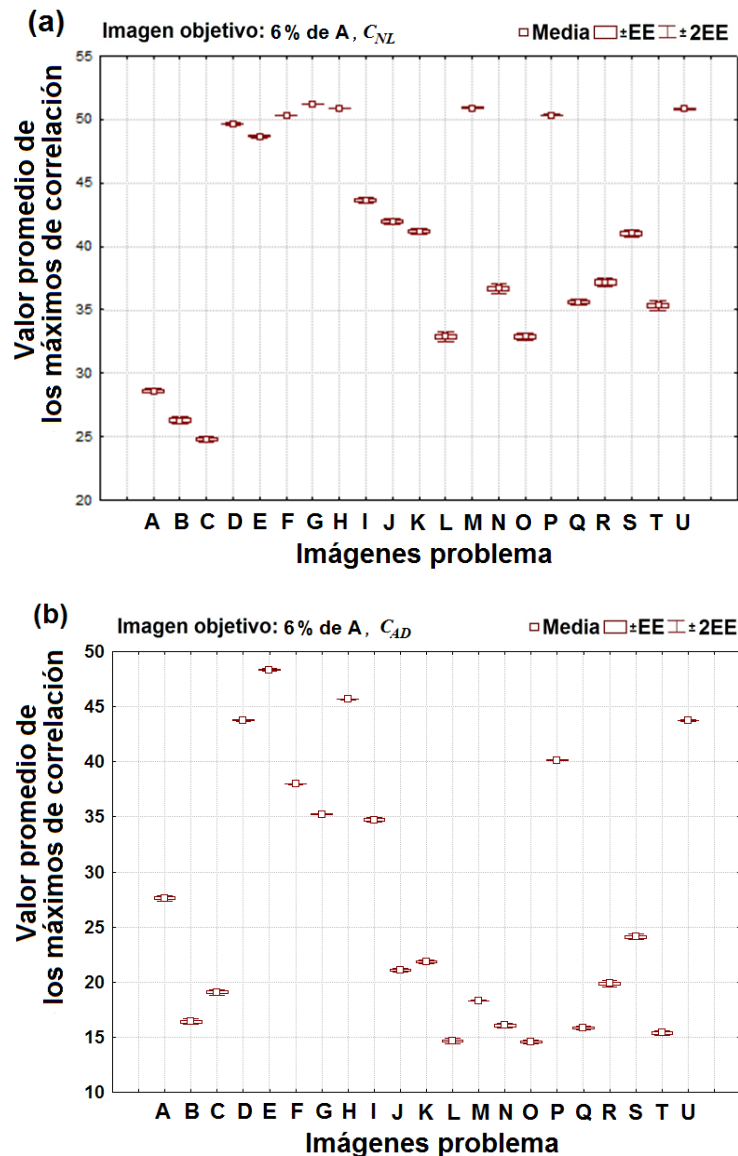 (a)
Imagen objetivo: 6% de A, C_NL
Media ±EE ±2EE
Valor promedio de
los máximos de correlación
55
50
45
40
35
30
25
20
A B C D E F G H I J K L M N O P Q R S T U
Imágenes problema
(b)
Imagen objetivo: 6% de A, C_AD
Media ±EE ±2EE
Valor promedio de
los máximos de correlación
50
45
40
35
30
25
20
15
10
A B C D E F G H I J K L M N O P Q R S T U
Imágenes problema